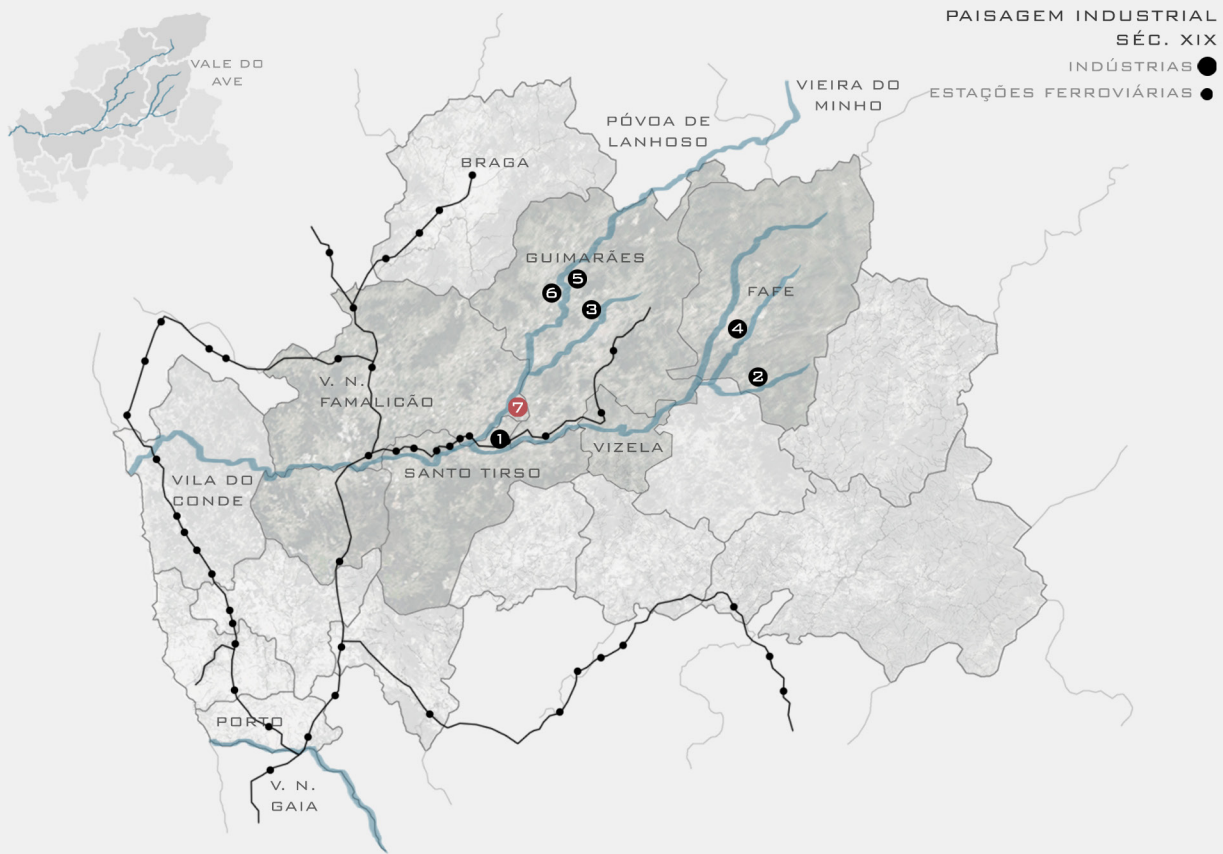 PAISAGEM INDUSTRIAL
SÉC. XIX
INDÚSTRIAS
ESTAÇÕES FERROVIÁRIAS
VALE DO
AVE
VIEIRA DO
MINHO
PÓVOA DE
LANHOSO
BRAGA
GUIMARÃES
5
6
3
FAFE
4
2
V. N.
FAMALICÃO
7
1
VIZELA
SANTO TIRSO
VILA DO
CONDE
PORTO
V. N.
GAIA